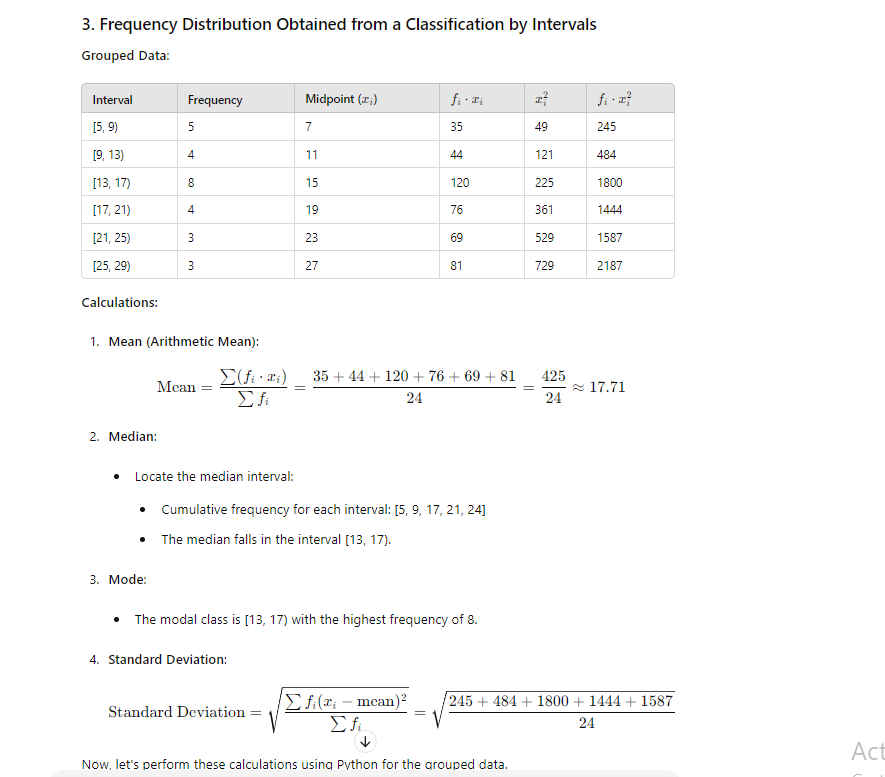 3. Frequency Distribution Obtained from a Classification by Intervals
Grouped Data:
Interval Frequency Midpoint (xᵢ) fᵢ · xᵢ xᵢ² fᵢ · xᵢ²
[5, 9) 5 7 35 49 245
[9, 13) 4 11 44 121 484
[13, 17) 8 15 120 225 1800
[17, 21) 4 19 76 361 1444
[21, 25) 3 23 69 529 1587
[25, 29) 3 27 81 729 2187
Calculations:
1. Mean (Arithmetic Mean):
Mean = ∑(fᵢ · xᵢ) / ∑ fᵢ = (35 + 44 + 120 + 76 + 69 + 81) / 24 = 425 / 24 ≈ 17.71
2. Median:
• Locate the median interval:
• Cumulative frequency for each interval: [5, 9, 17, 21, 24]
• The median falls in the interval [13, 17).
3. Mode:
• The modal class is [13, 17) with the highest frequency of 8.
4. Standard Deviation:
Standard Deviation = √(∑ fᵢ(xᵢ − mean)² / ∑ fᵢ) = √((245 + 484 + 1800 + 1444 + 1587) / 24)
Now, let's perform these calculations using Python for the grouped data.
Act